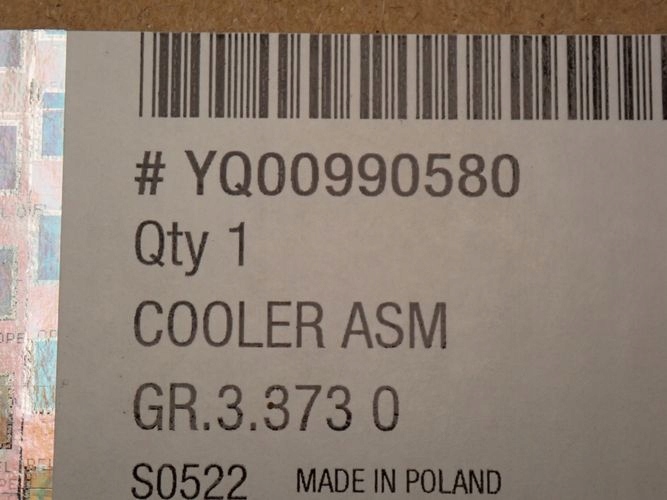 # YQ00990580
Qty 1
COOLER ASM
GR.3.373 0
S0522 MADE IN POLAND